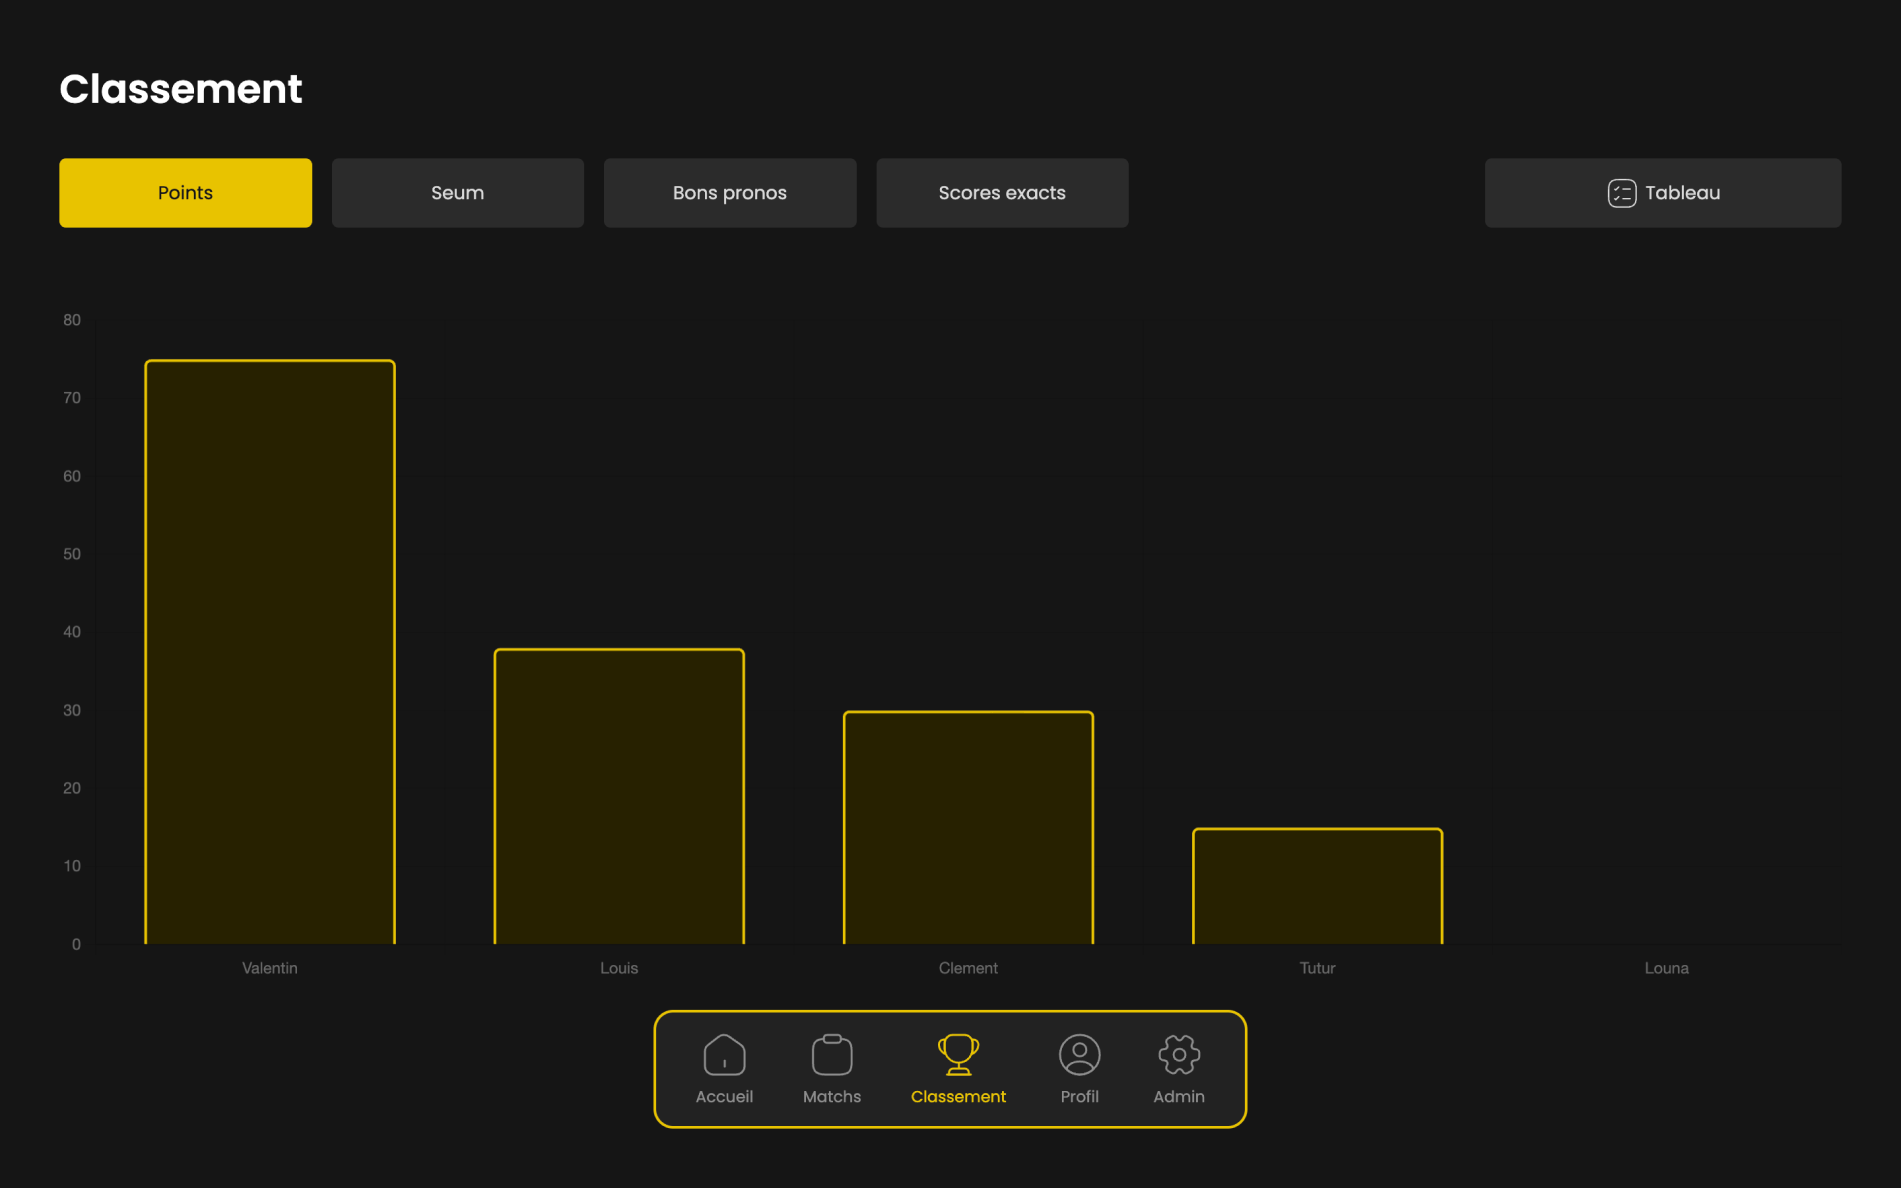 Classement
Points
Seum
Bons pronos
Scores exacts
Tableau
80
70
60
50
40
30
20
10
0
Valentin
Louis
Clement
Tutur
Louna
Accueil
Matchs
Classement
Profil
Admin